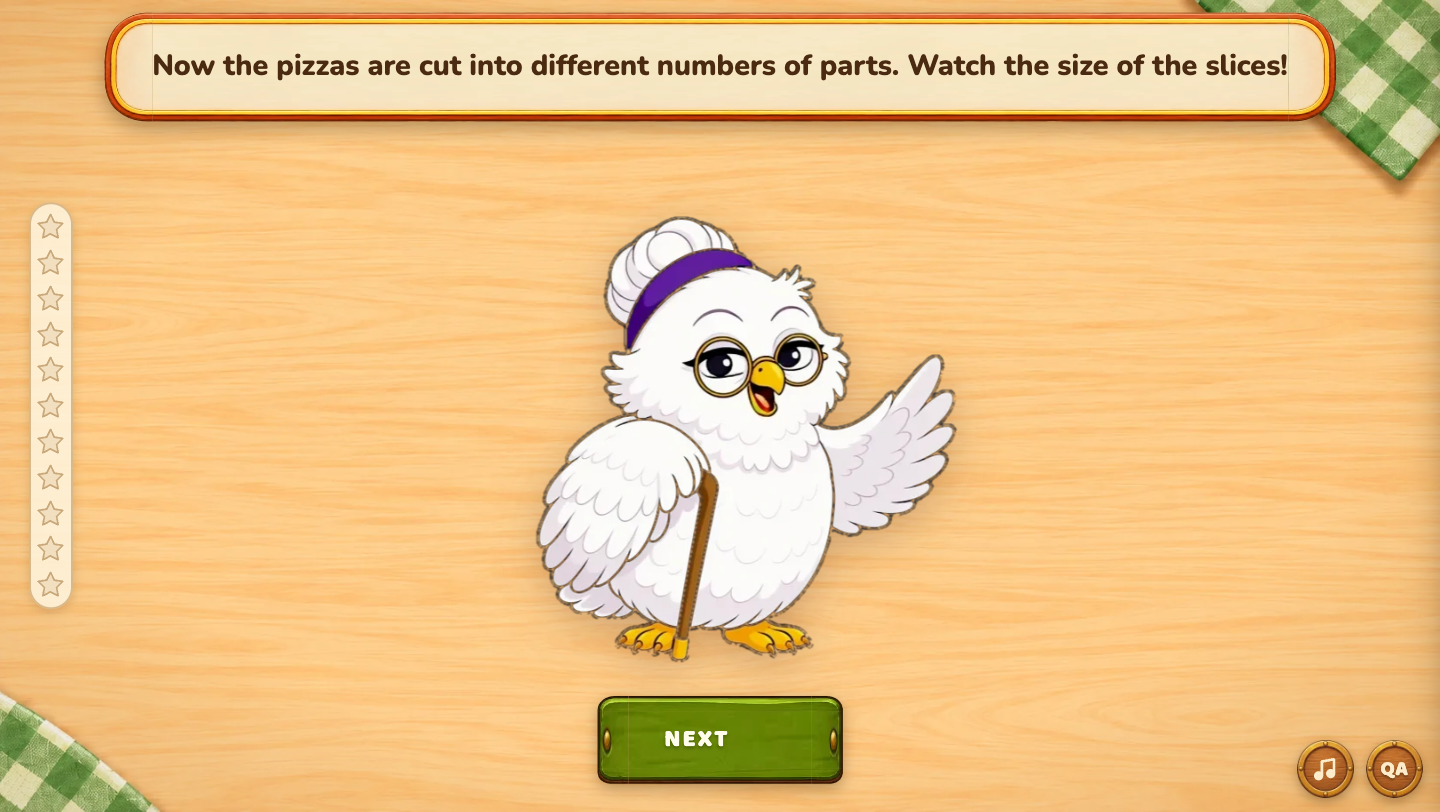 Now the pizzas are cut into different numbers of parts. Watch the size of the slices!
NEXT
QA